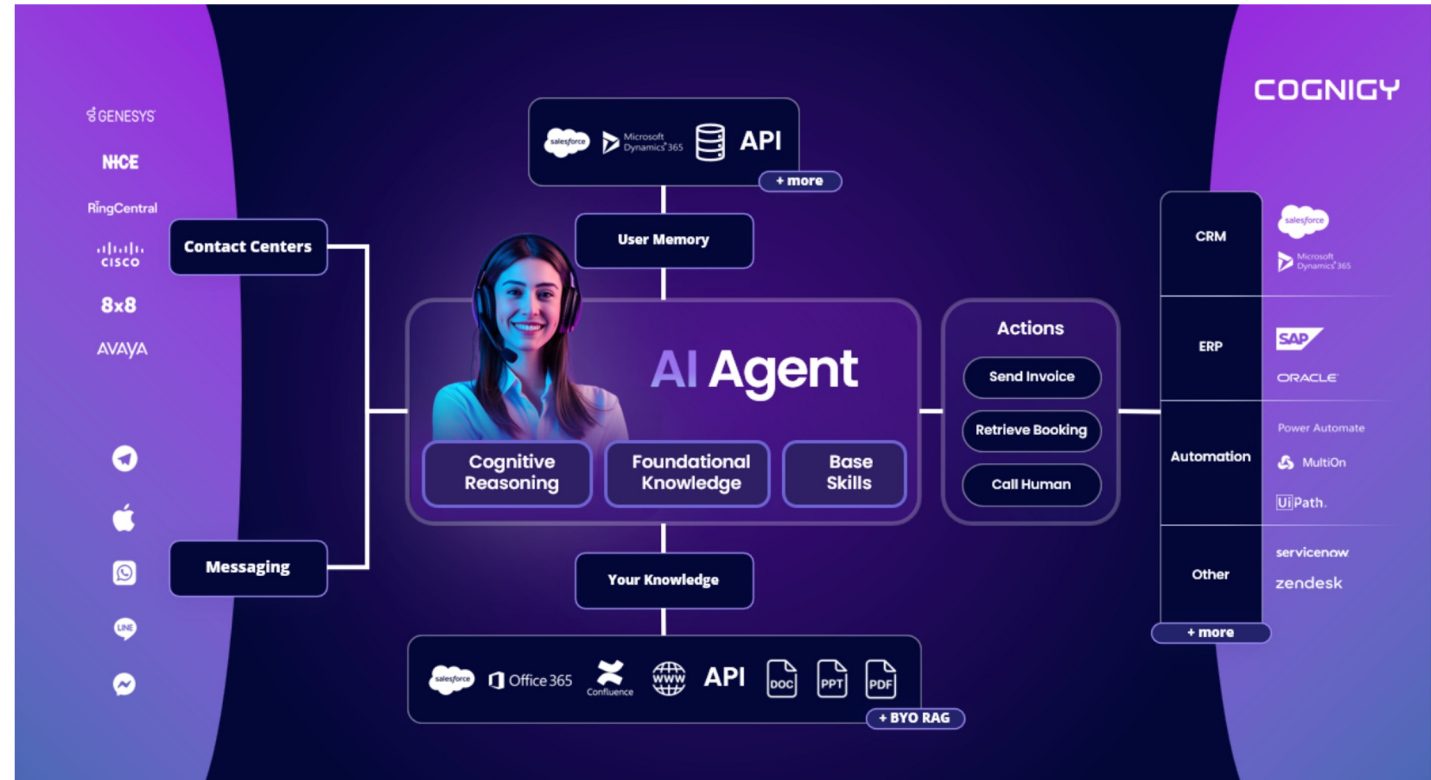 GENESYS
NICE
RingCentral
CISCO
8x8
AVAYA
Contact Centers
LINE
Messaging
salesforce
Microsoft
Dynamics 365
API
+ more
User Memory
AI Agent
Cognitive
Reasoning
Foundational
Knowledge
Base
Skills
Your Knowledge
salesforce
Office 365
Confluence
WWW
API
DOC
PPT
PDF
+ BYO RAG
Actions
Send Invoice
Retrieve Booking
Call Human
COGNIGY
CRM
salesforce
Microsoft
Dynamics 365
ERP
SAP
ORACLE
Automation
Power Automate
MultiOn
UiPath
Other
servicenow
zendesk
+ more